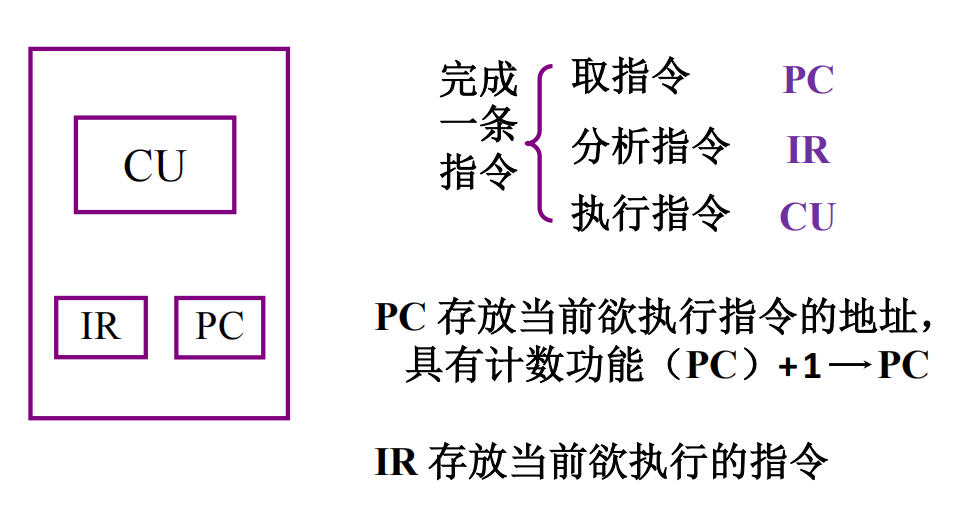 CU
IR PC
完成
一条
指令
取指令 PC
分析指令 IR
执行指令 CU
PC 存放当前欲执行指令的地址，
具有计数功能（PC）+1→PC
IR 存放当前欲执行的指令